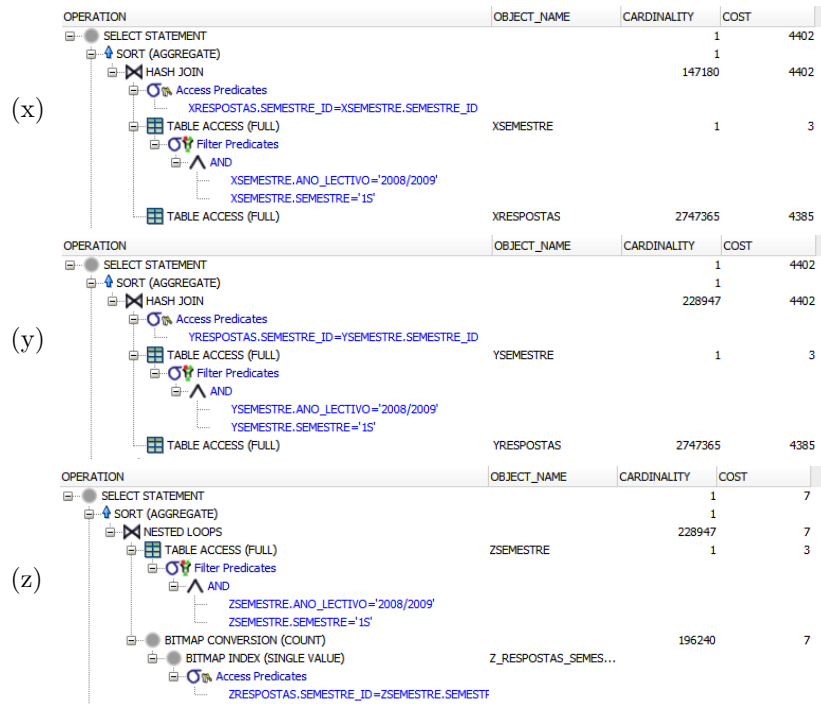 (x)
OPERATION OBJECT_NAME CARDINALITY COST
SELECT STATEMENT 1 4402
SORT (AGGREGATE) 1
HASH JOIN 147180 4402
Access Predicates
XRESPOSTAS.SEMESTRE_ID=XSEMESTRE.SEMESTRE_ID
TABLE ACCESS (FULL) XSEMESTRE 1 3
Filter Predicates
AND
XSEMESTRE.ANO_LECTIVO='2008/2009'
XSEMESTRE.SEMESTRE='1S'
TABLE ACCESS (FULL) XRESPOSTAS 2747365 4385
(y)
OPERATION OBJECT_NAME CARDINALITY COST
SELECT STATEMENT 1 4402
SORT (AGGREGATE) 1
HASH JOIN 228947 4402
Access Predicates
YRESPOSTAS.SEMESTRE_ID=YSEMESTRE.SEMESTRE_ID
TABLE ACCESS (FULL) YSEMESTRE 1 3
Filter Predicates
AND
YSEMESTRE.ANO_LECTIVO='2008/2009'
YSEMESTRE.SEMESTRE='1S'
TABLE ACCESS (FULL) YRESPOSTAS 2747365 4385
(z)
OPERATION OBJECT_NAME CARDINALITY COST
SELECT STATEMENT 1 7
SORT (AGGREGATE) 1
NESTED LOOPS 228947 7
TABLE ACCESS (FULL) ZSEMESTRE 1 3
Filter Predicates
AND
ZSEMESTRE.ANO_LECTIVO='2008/2009'
ZSEMESTRE.SEMESTRE='1S'
BITMAP CONVERSION (COUNT) 196240 7
BITMAP INDEX (SINGLE VALUE) Z_RESPOSTAS_SEMES...
Access Predicates
ZRESPOSTAS.SEMESTRE_ID=ZSEMESTRE.SEMESTF